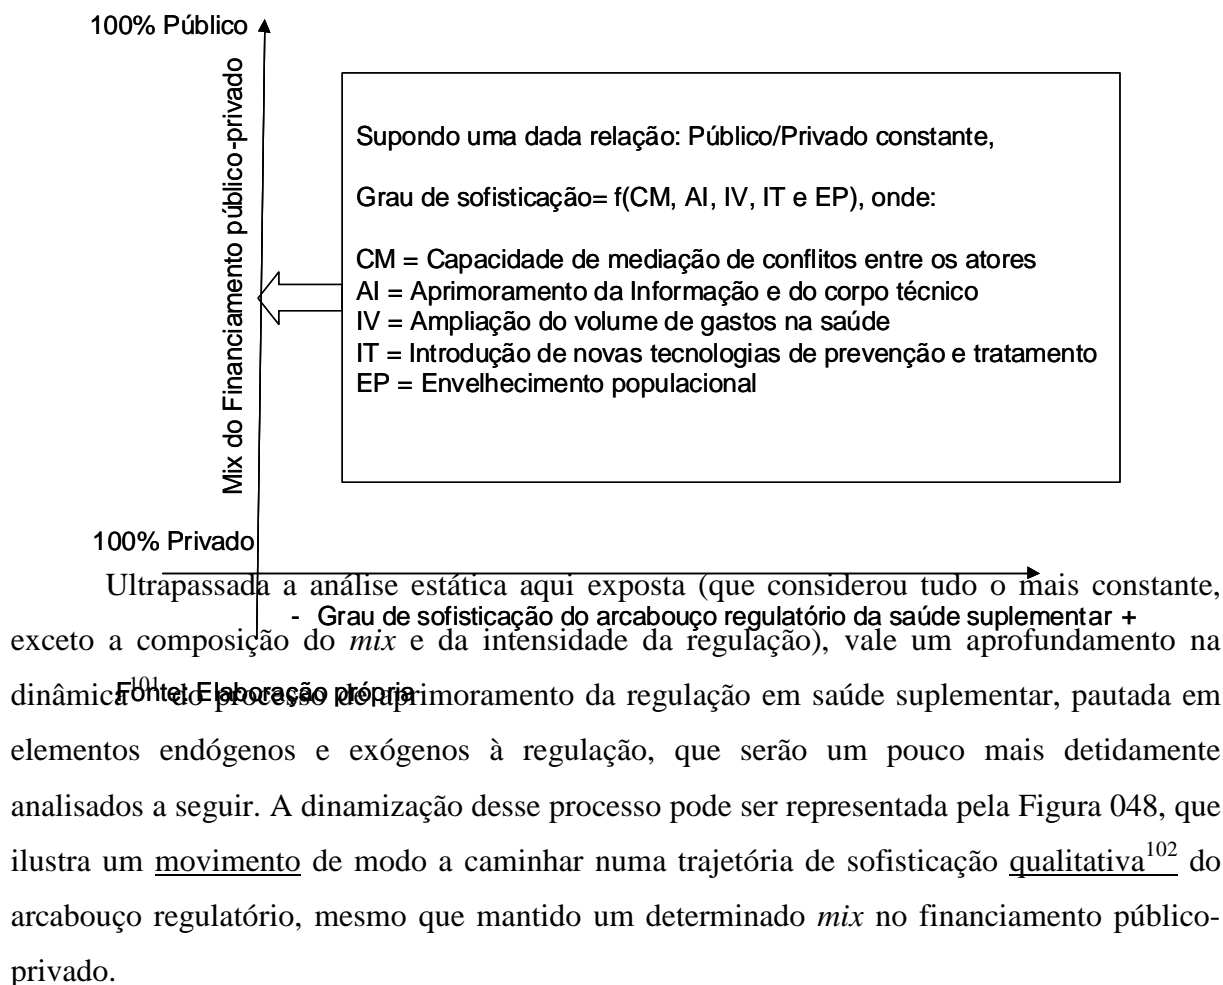 100% Público
Mix do Financiamento público-privado
Supondo uma dada relação: Público/Privado constante,
Grau de sofisticação= f(CM, AI, IV, IT e EP), onde:
CM = Capacidade de mediação de conflitos entre os atores
AI = Aprimoramento da Informação e do corpo técnico
IV = Ampliação do volume de gastos na saúde
IT = Introdução de novas tecnologias de prevenção e tratamento
EP = Envelhecimento populacional
100% Privado
- Grau de sofisticação do arcabouço regulatório da saúde suplementar +
Fonte: Elaboração própria
Ultrapassada a análise estática aqui exposta (que considerou tudo o mais constante,
exceto a composição do mix e da intensidade da regulação), vale um aprofundamento na
dinâmica101 do processo de aprimoramento da regulação em saúde suplementar, pautada em
elementos endógenos e exógenos à regulação, que serão um pouco mais detidamente
analisados a seguir. A dinamização desse processo pode ser representada pela Figura 048, que
ilustra um movimento de modo a caminhar numa trajetória de sofisticação qualitativa102 do
arcabouço regulatório, mesmo que mantido um determinado mix no financiamento público-
privado.